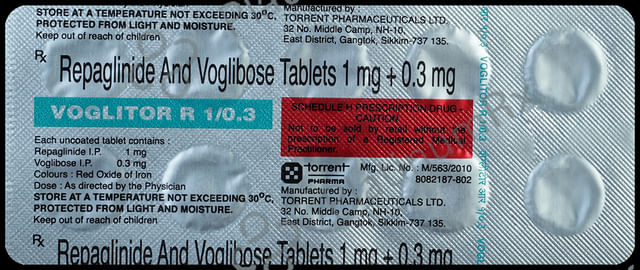 Manufactured by :
STORE AT A TEMPERATURE NOT EXCEEDING 30°C,
PROTECTED FROM LIGHT AND MOISTURE.
Keep out of reach of children
TORRENT PHARMACEUTICALS LTD.
32 No. Middle Camp, NH-10,
East District, Gangtok, Sikkim-737 135.
Rx Repaglinide And Voglibose Tablets 1 mg + 0.3 mg
VOGLITOR R 1/0.3
SCHEDULE H PRESCRIPTION DRUG -
CAUTION
Not to be sold by retail without the
prescription of a Registered Medical
Practitioner.
Each uncoated tablet contains :
Repaglinide I.P. 1 mg
Voglibose I.P. 0.3 mg
Colours : Red Oxide of Iron
Dose : As directed by the Physician
STORE AT A TEMPERATURE NOT EXCEEDING 30°C,
PROTECTED FROM LIGHT AND MOISTURE.
Keep out of reach of children
torrent
PHARMA
Mfg. Lic. No. : M/563/2010
8082187-802
Manufactured by :
TORRENT PHARMACEUTICALS LTD.
32 No. Middle Camp, NH-10,
East District, Gangtok, Sikkim-737 135.
Rx Repaglinide And Voglibose Tablets 1 mg + 0.3 mg
VOGLITOR R 1/0.3